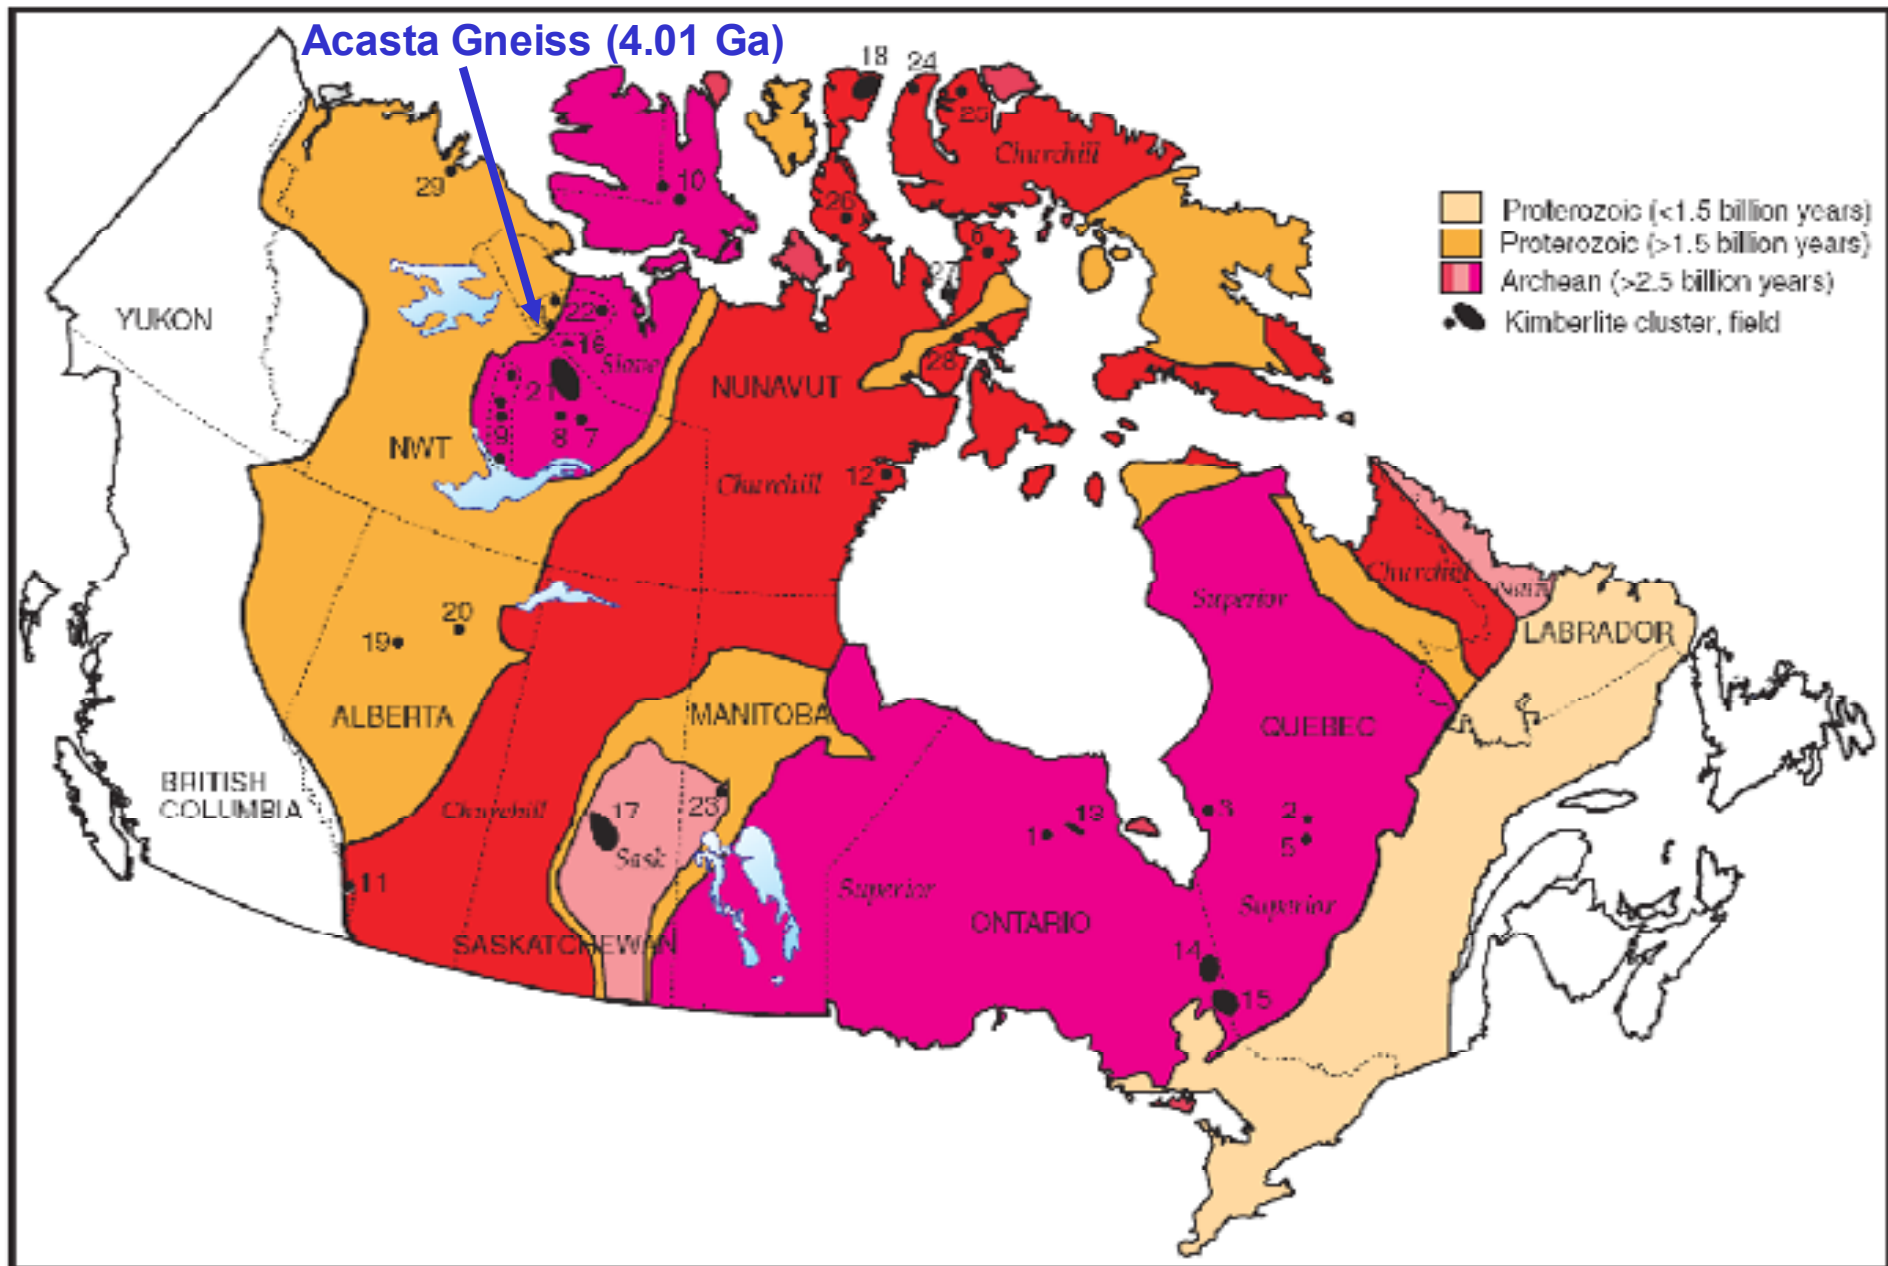 Acasta Gneiss (4.01 Ga)
18
24
25
Churchill
29
10
26
6
27
Proterozoic (<1.5 billion years)
Proterozoic (>1.5 billion years)
Archean (>2.5 billion years)
Kimberlite cluster, field
YUKON
22
16
Slave
21
28
NUNAVUT
9
8
7
NWT
Churchill
12
Superior
Churchill
Nain
LABRADOR
20
19
ALBERTA
MANITOBA
QUEBEC
BRITISH
COLUMBIA
Churchill
17
23
Sask
1
3
2
5
11
Superior
ONTARIO
Superior
SASKATCHEWAN
14
15